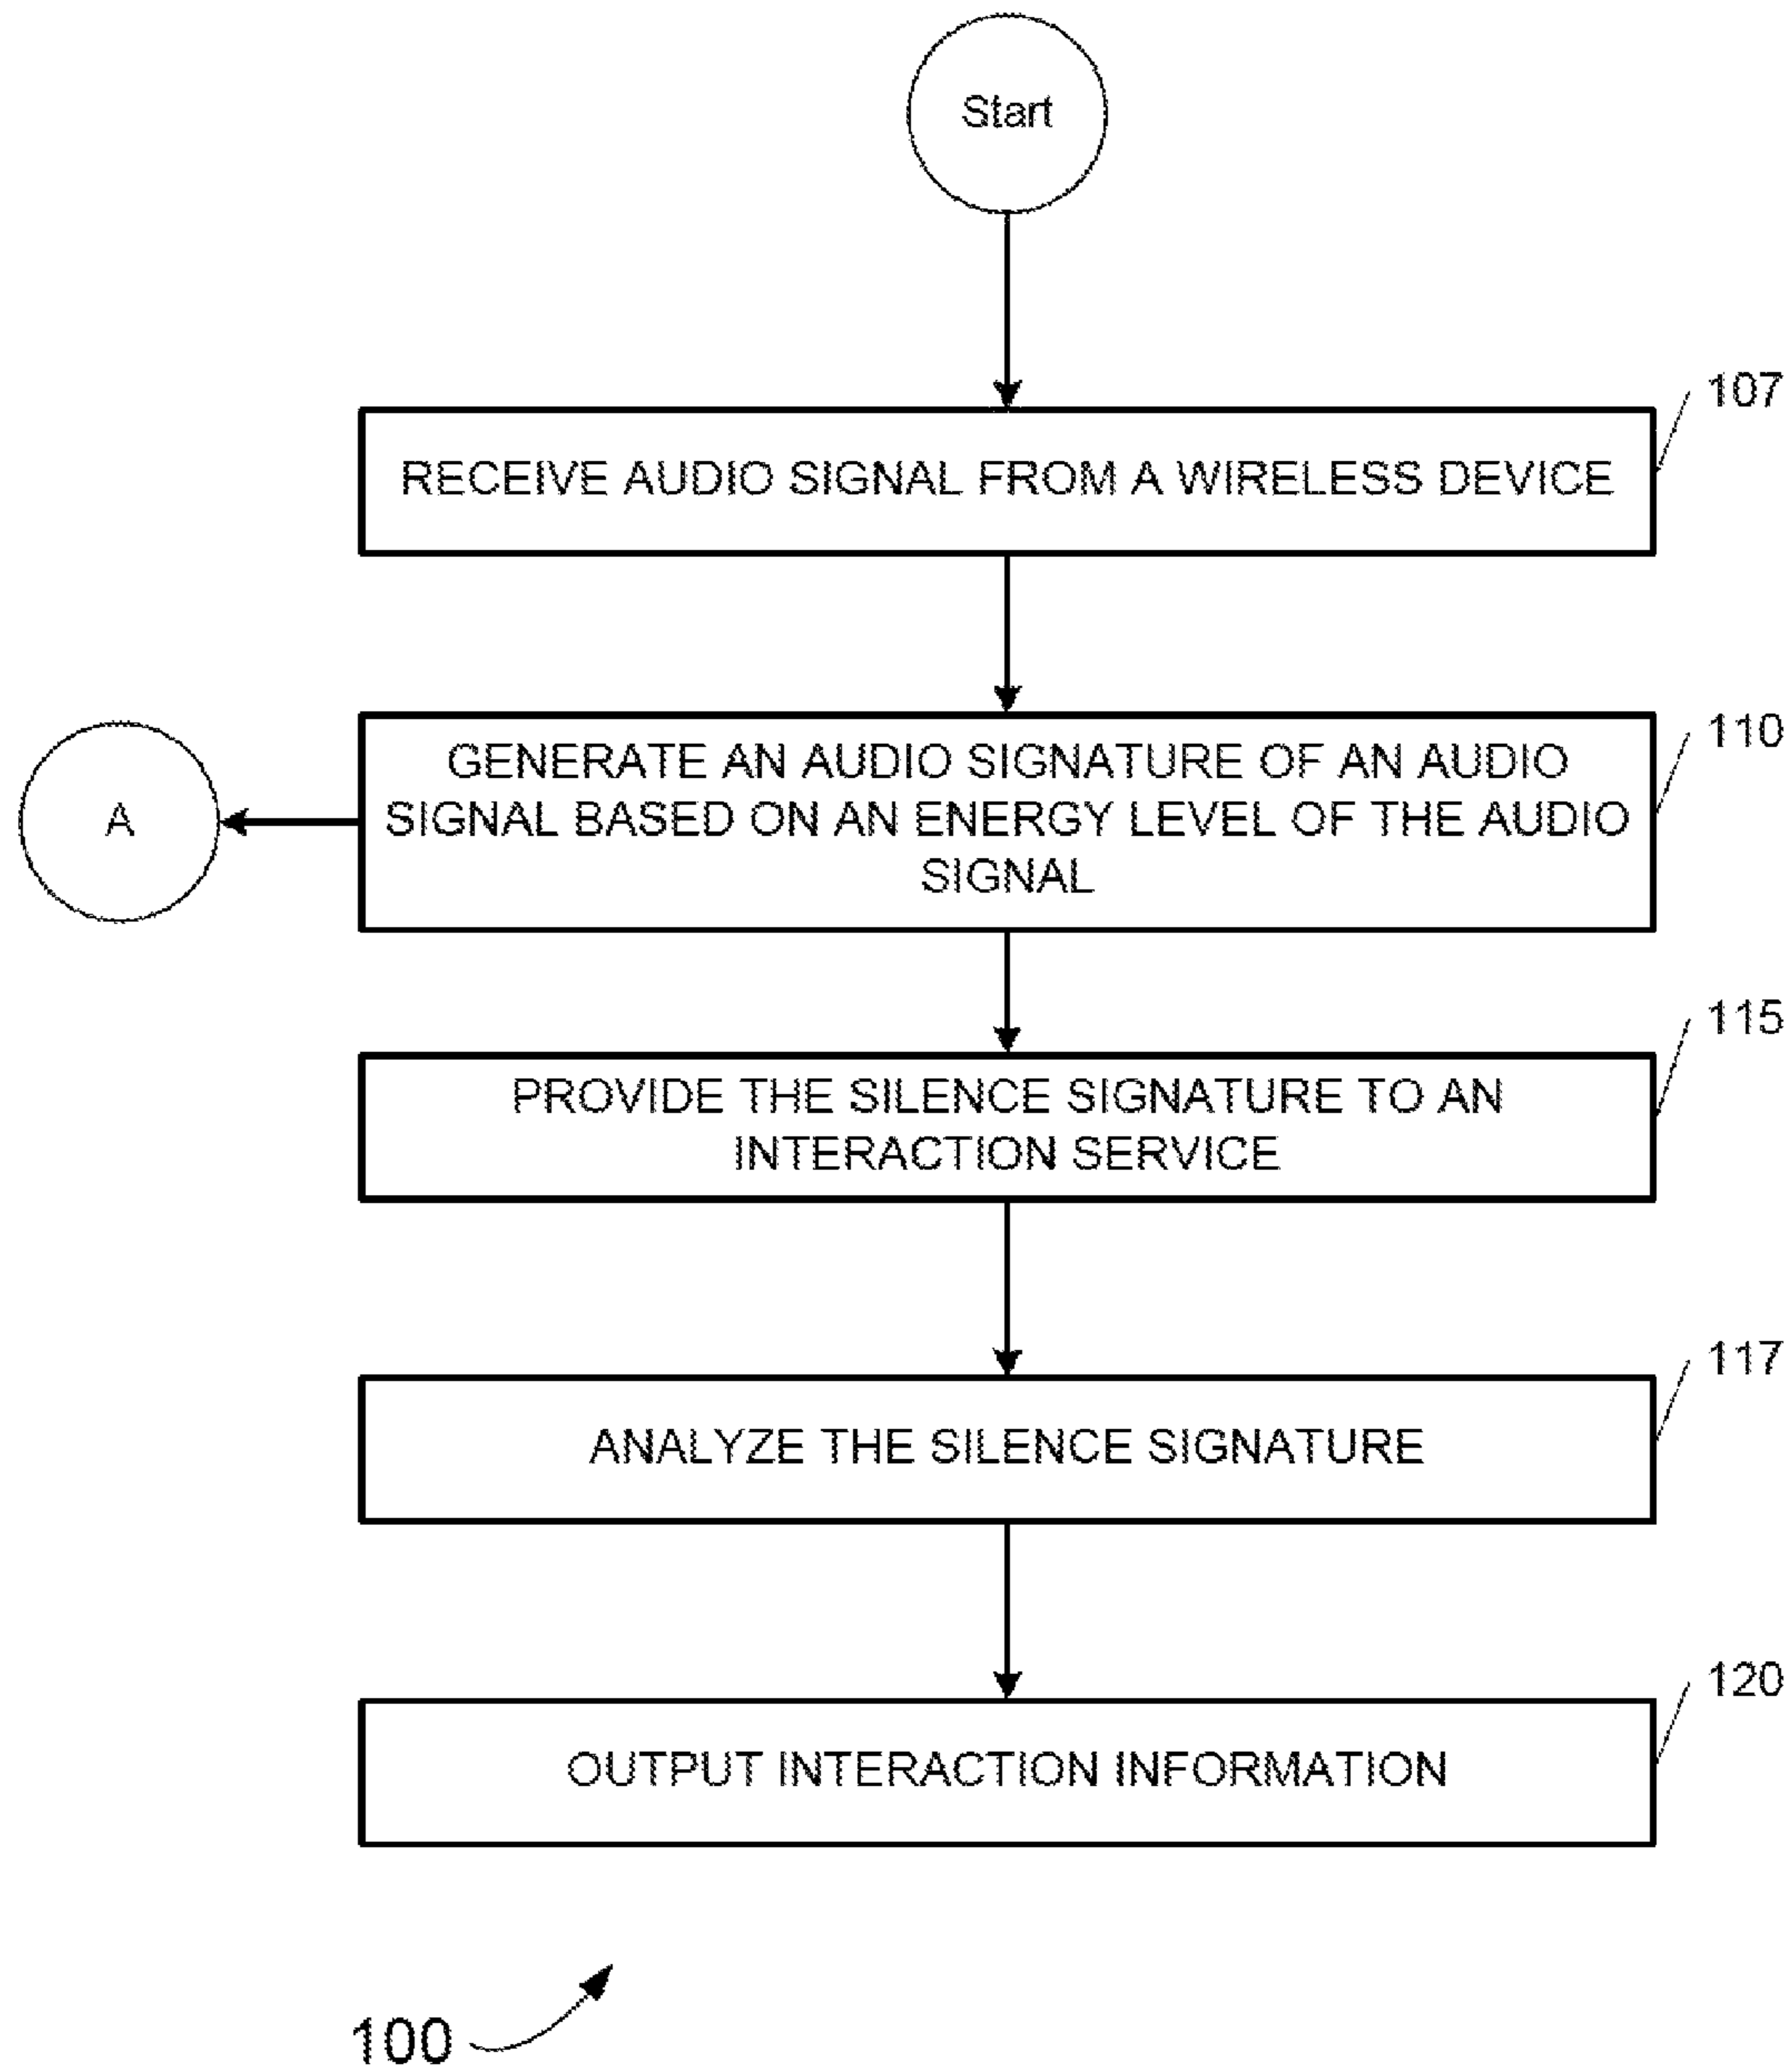 Start
107
RECEIVE AUDIO SIGNAL FROM A WIRELESS DEVICE
110
GENERATE AN AUDIO SIGNATURE OF AN AUDIO
SIGNAL BASED ON AN ENERGY LEVEL OF THE AUDIO
SIGNAL
A
115
PROVIDE THE SILENCE SIGNATURE TO AN
INTERACTION SERVICE
117
ANALYZE THE SILENCE SIGNATURE
120
OUTPUT INTERACTION INFORMATION
100